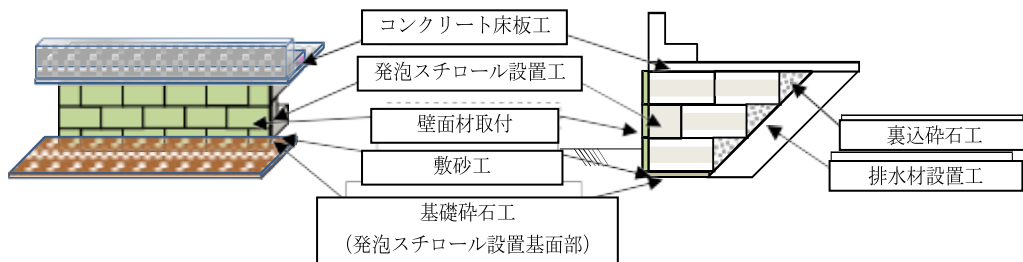 コンクリート床板工
発泡スチロール設置工
壁面材取付
敷砂工
基礎砕石工
（発泡スチロール設置基面部）
裏込砕石工
排水材設置工